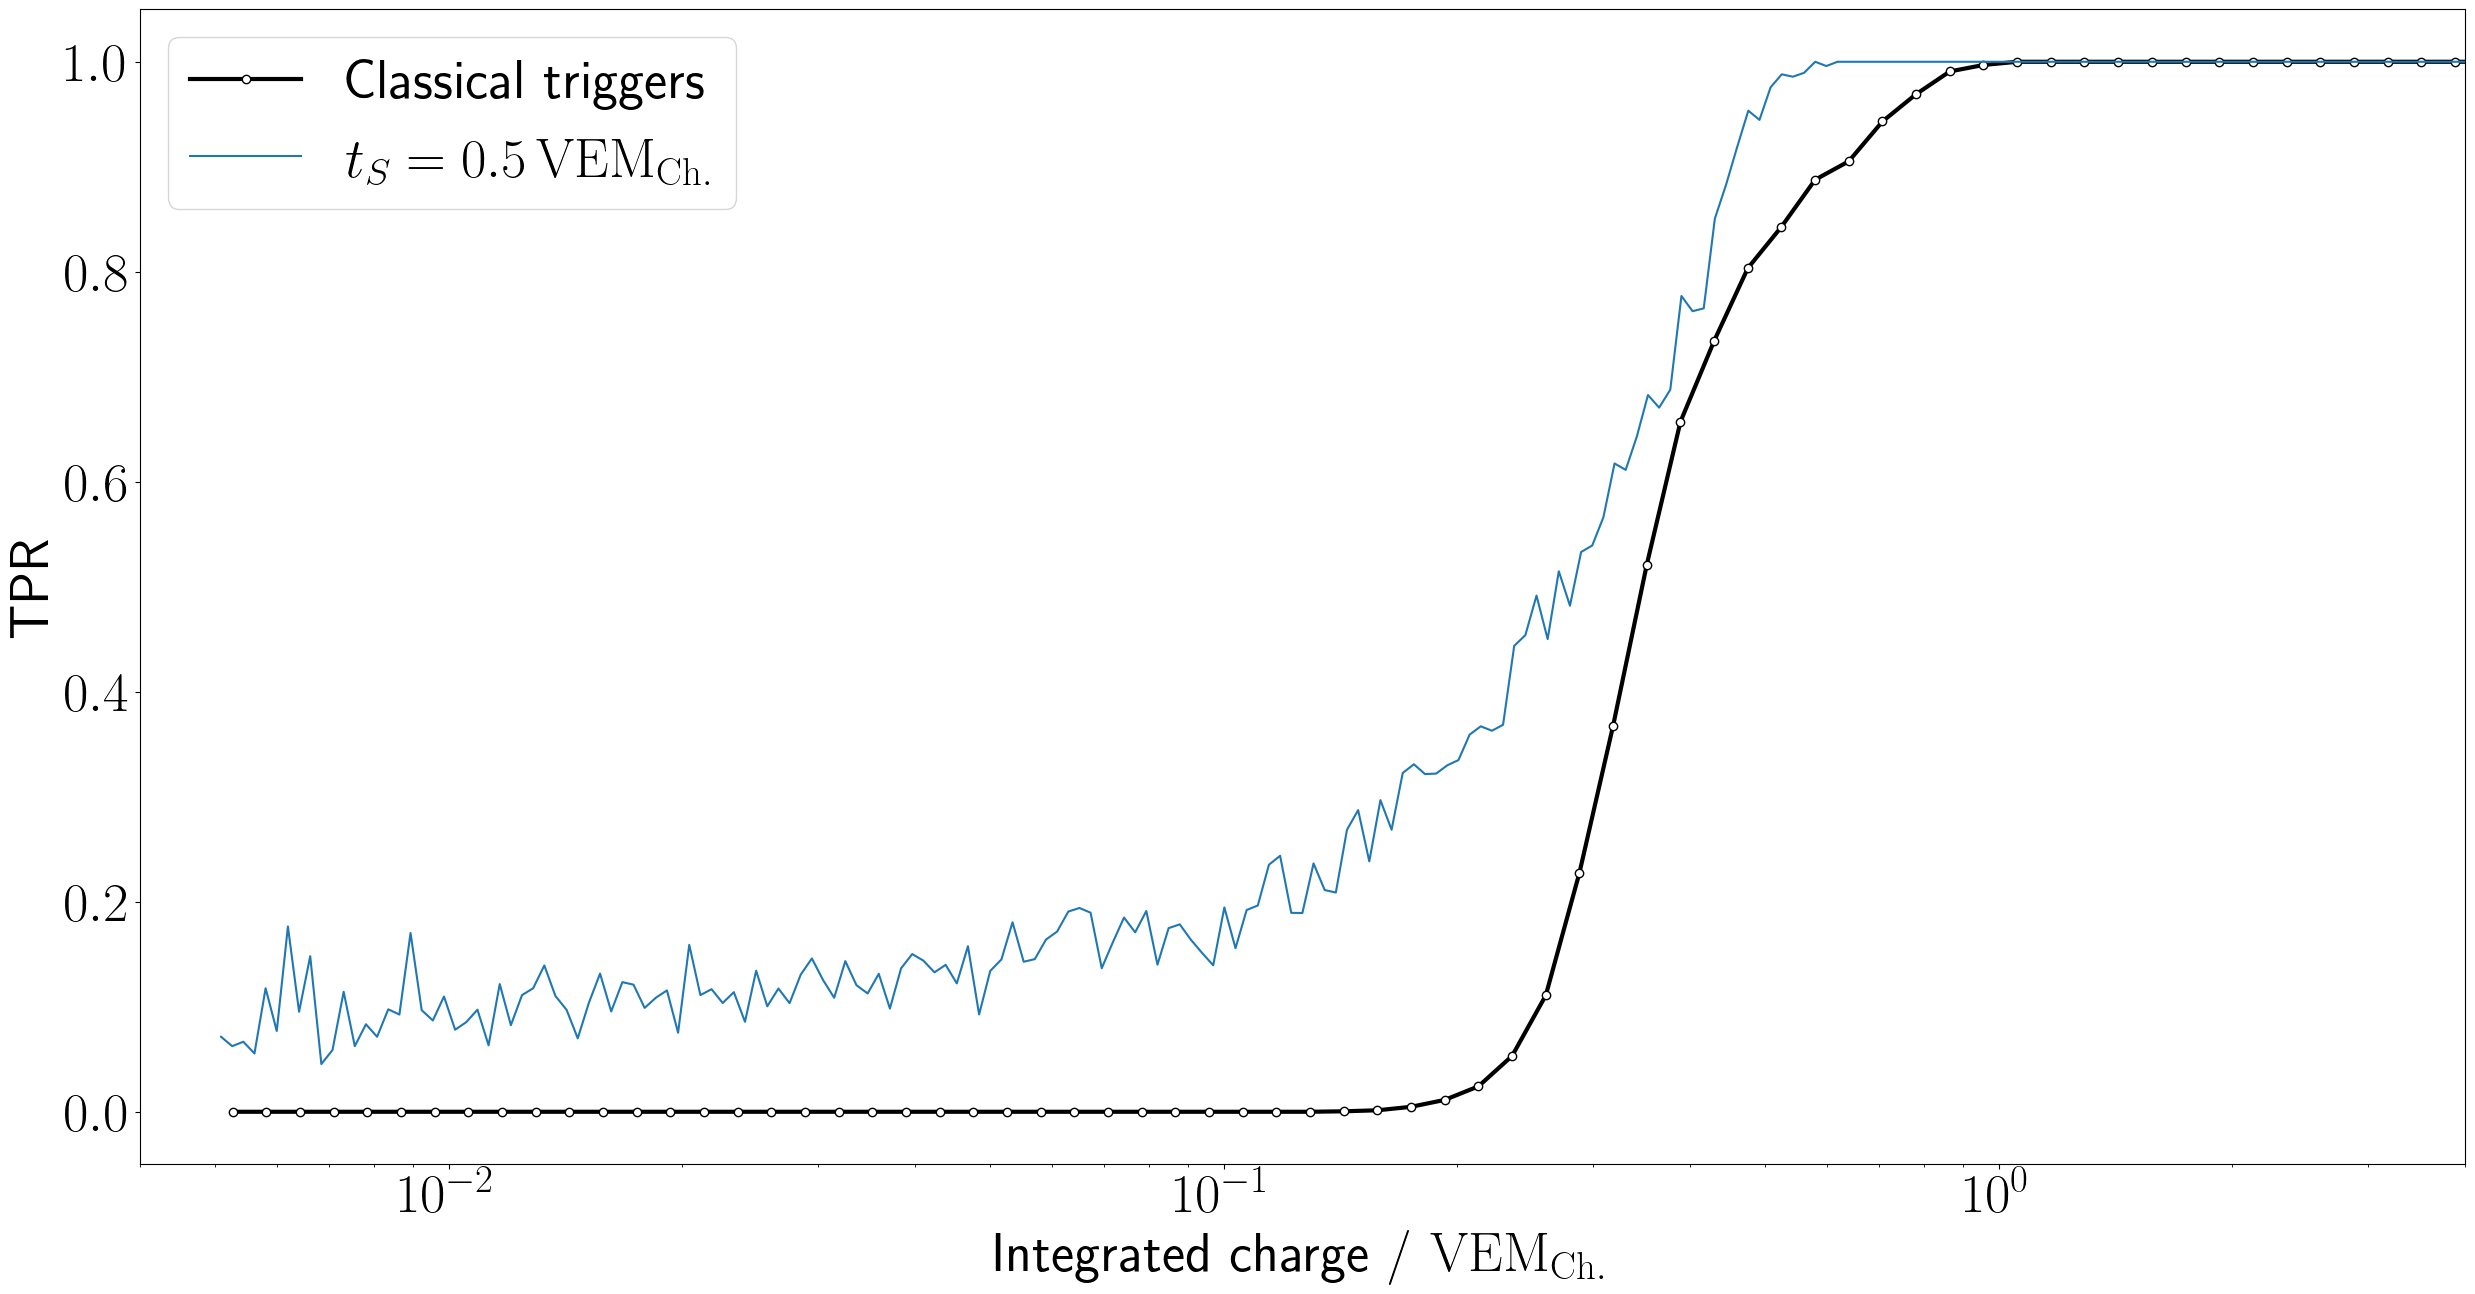 1.0
0.8
0.6
0.4
0.2
0.0
TPR
Classical triggers
t_S = 0.5 VEM_Ch.
10^-2 10^-1 10^0
Integrated charge / VEM_Ch.